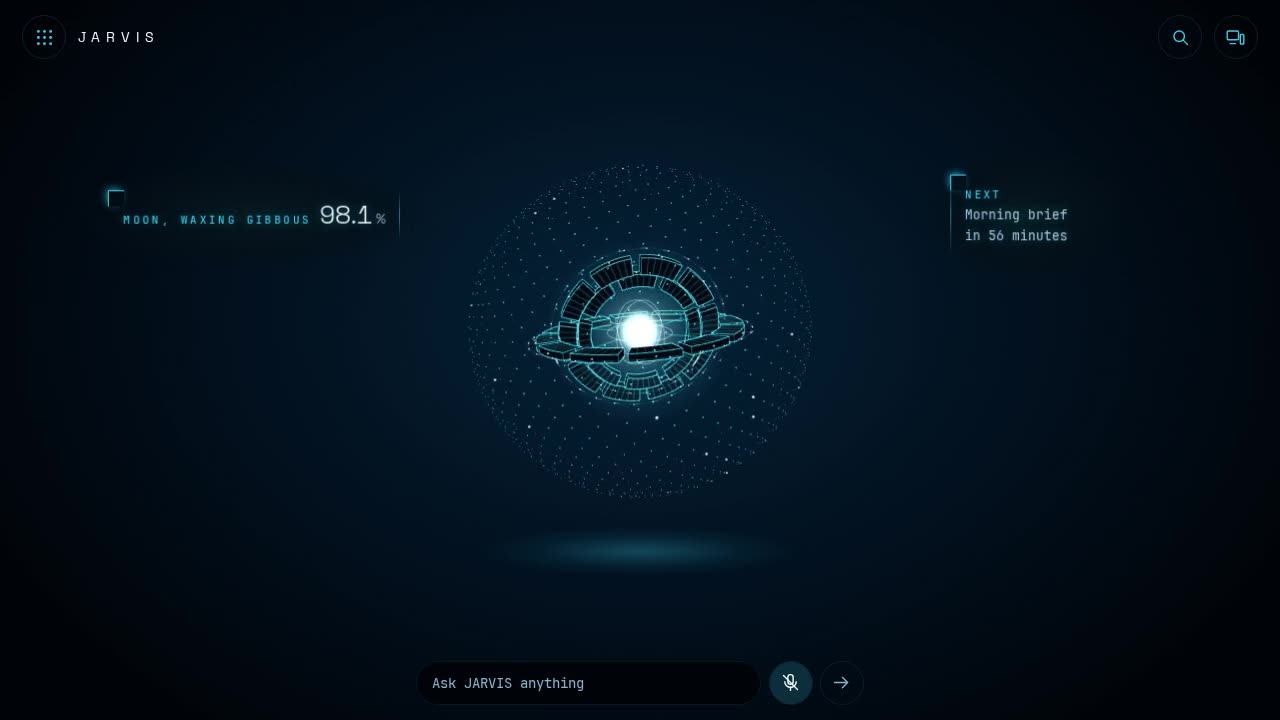 JARVIS
MOON, WAXING GIBBOUS 98.1 %
NEXT
Morning brief
in 56 minutes
Ask JARVIS anything